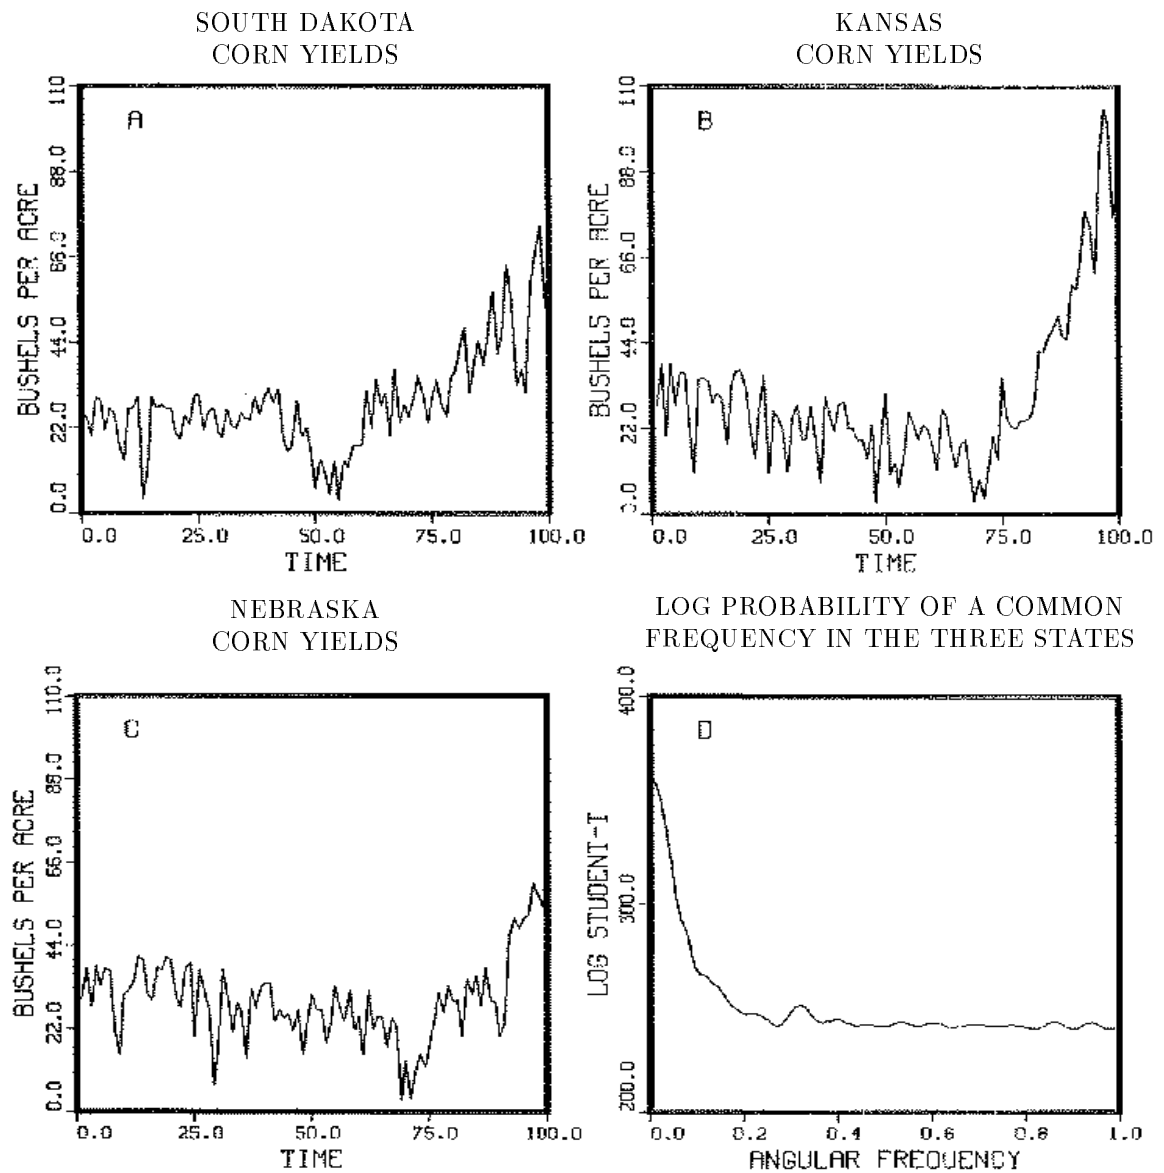 SOUTH DAKOTA
CORN YIELDS
A
BUSHELS PER ACRE
110
88.0
66.0
44.0
22.0
0.0
0.0 25.0 50.0 75.0 100.0
TIME
KANSAS
CORN YIELDS
B
BUSHELS PER ACRE
110
88.0
66.0
44.0
22.0
0.0
0.0 25.0 50.0 75.0 100.0
TIME
NEBRASKA
CORN YIELDS
C
BUSHELS PER ACRE
110.0
88.0
66.0
44.0
22.0
0.0
0.0 25.0 50.0 75.0 100.0
TIME
LOG PROBABILITY OF A COMMON
FREQUENCY IN THE THREE STATES
D
LOG STUDENT-T
400.0
300.0
200.0
0.0 0.2 0.4 0.6 0.8 1.0
ANGULAR FREQUENCY